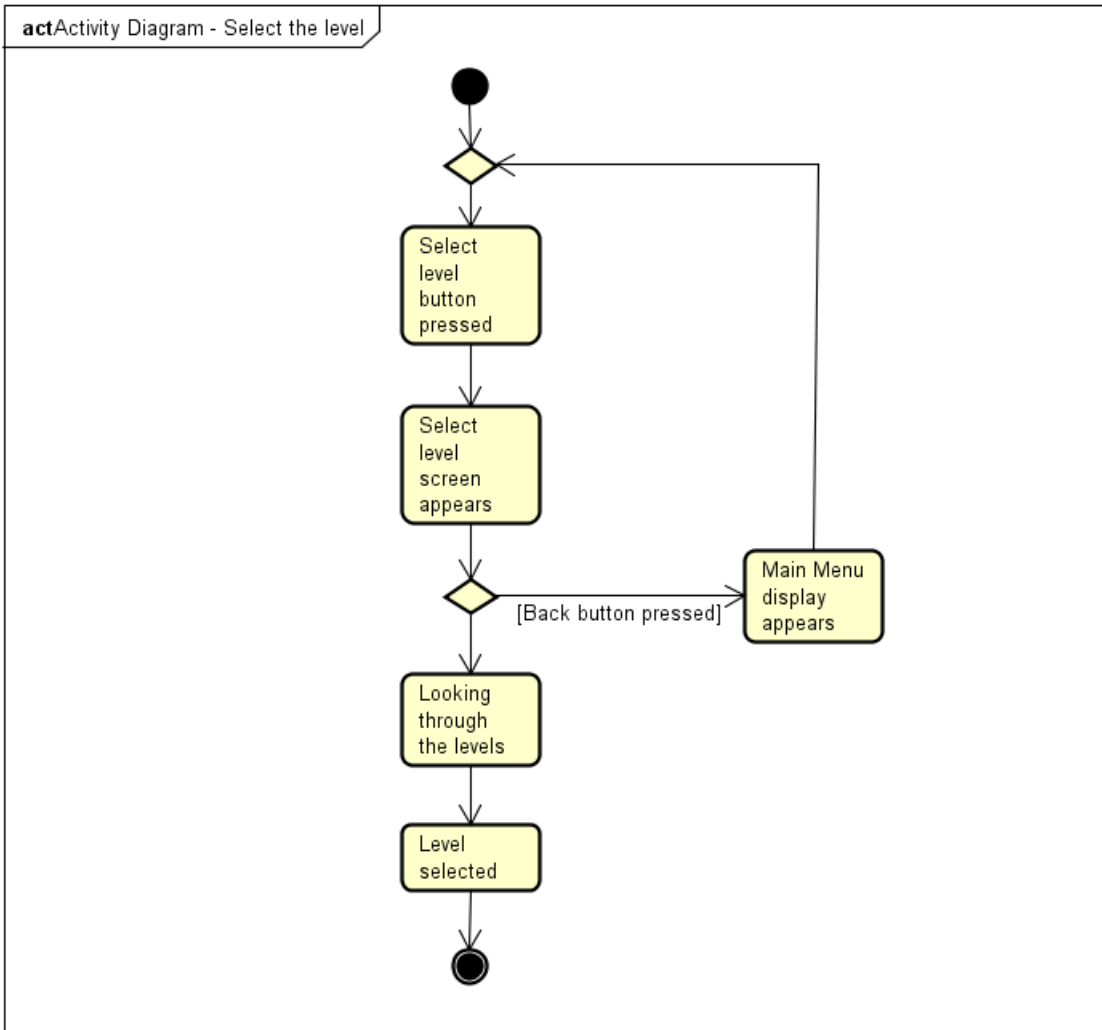 actActivity Diagram - Select the level
Select
level
button
pressed
Select
level
screen
appears
[Back button pressed]
Main Menu
display
appears
Looking
through
the levels
Level
selected